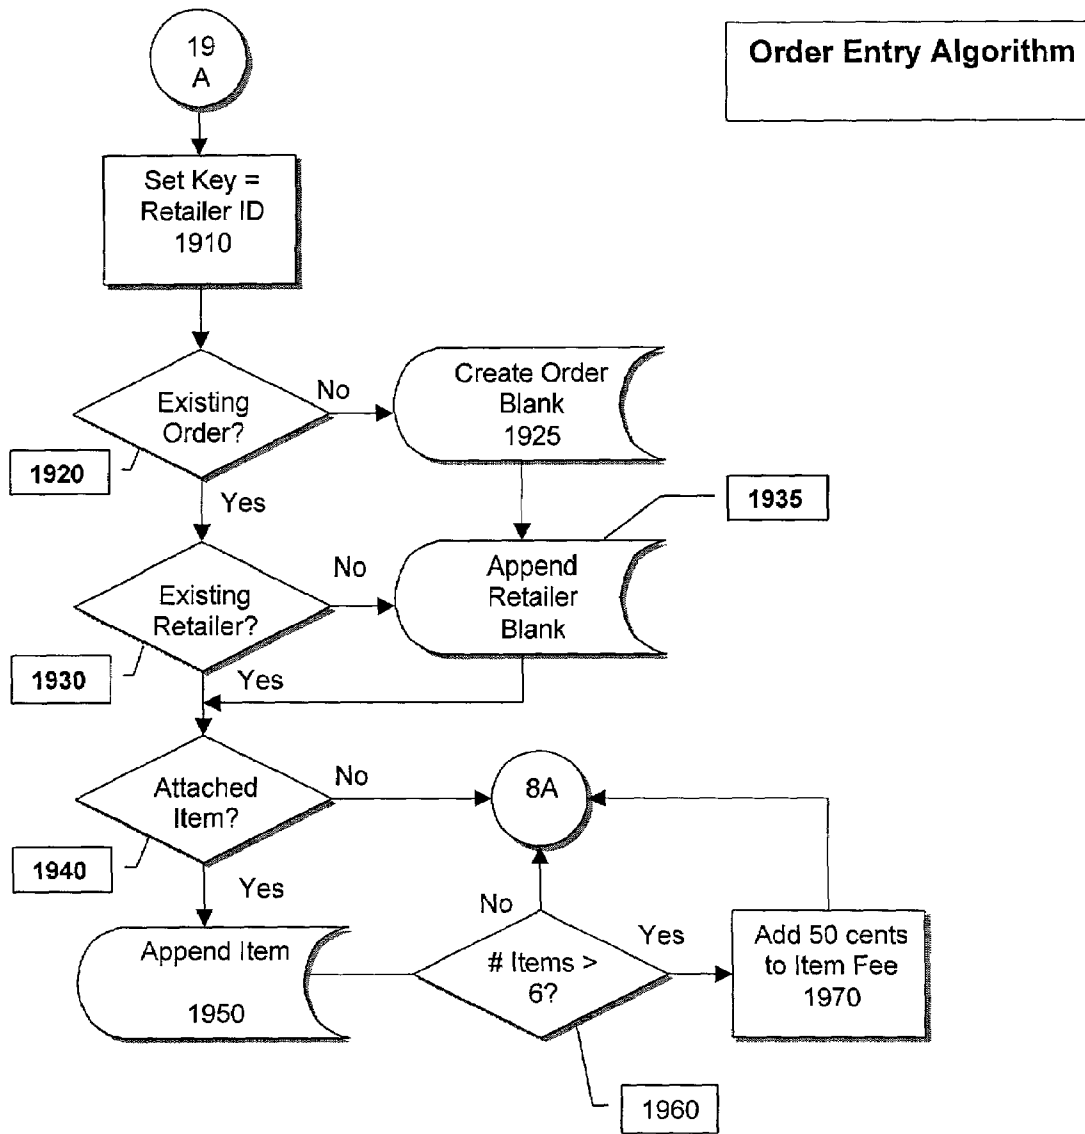 19
A
Order Entry Algorithm
Set Key =
Retailer ID
1910
Existing
Order?
No
Create Order
Blank
1925
1920
Yes
1935
Existing
Retailer?
No
Append
Retailer
Blank
1930
Yes
Attached
Item?
No
8A
1940
Yes
No
Append Item
1950
# Items >
6?
Yes
Add 50 cents
to Item Fee
1970
1960